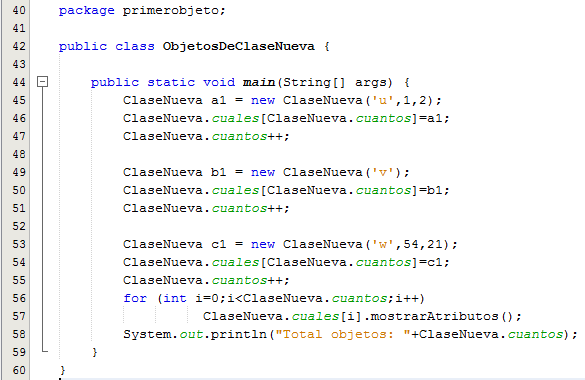 40 package primerobjeto;
41
42 public class ObjetosDeClaseNueva {
43
44 public static void main(String[] args) {
45 ClaseNueva a1 = new ClaseNueva('u',1,2);
46 ClaseNueva.cuales[ClaseNueva.cuantos]=a1;
47 ClaseNueva.cuantos++;
48
49 ClaseNueva b1 = new ClaseNueva('v');
50 ClaseNueva.cuales[ClaseNueva.cuantos]=b1;
51 ClaseNueva.cuantos++;
52
53 ClaseNueva c1 = new ClaseNueva('w',54,21);
54 ClaseNueva.cuales[ClaseNueva.cuantos]=c1;
55 ClaseNueva.cuantos++;
56 for (int i=0;i<ClaseNueva.cuantos;i++)
57 ClaseNueva.cuales[i].mostrarAtributos();
58 System.out.println("Total objetos: "+ClaseNueva.cuantos);
59 }
60 }